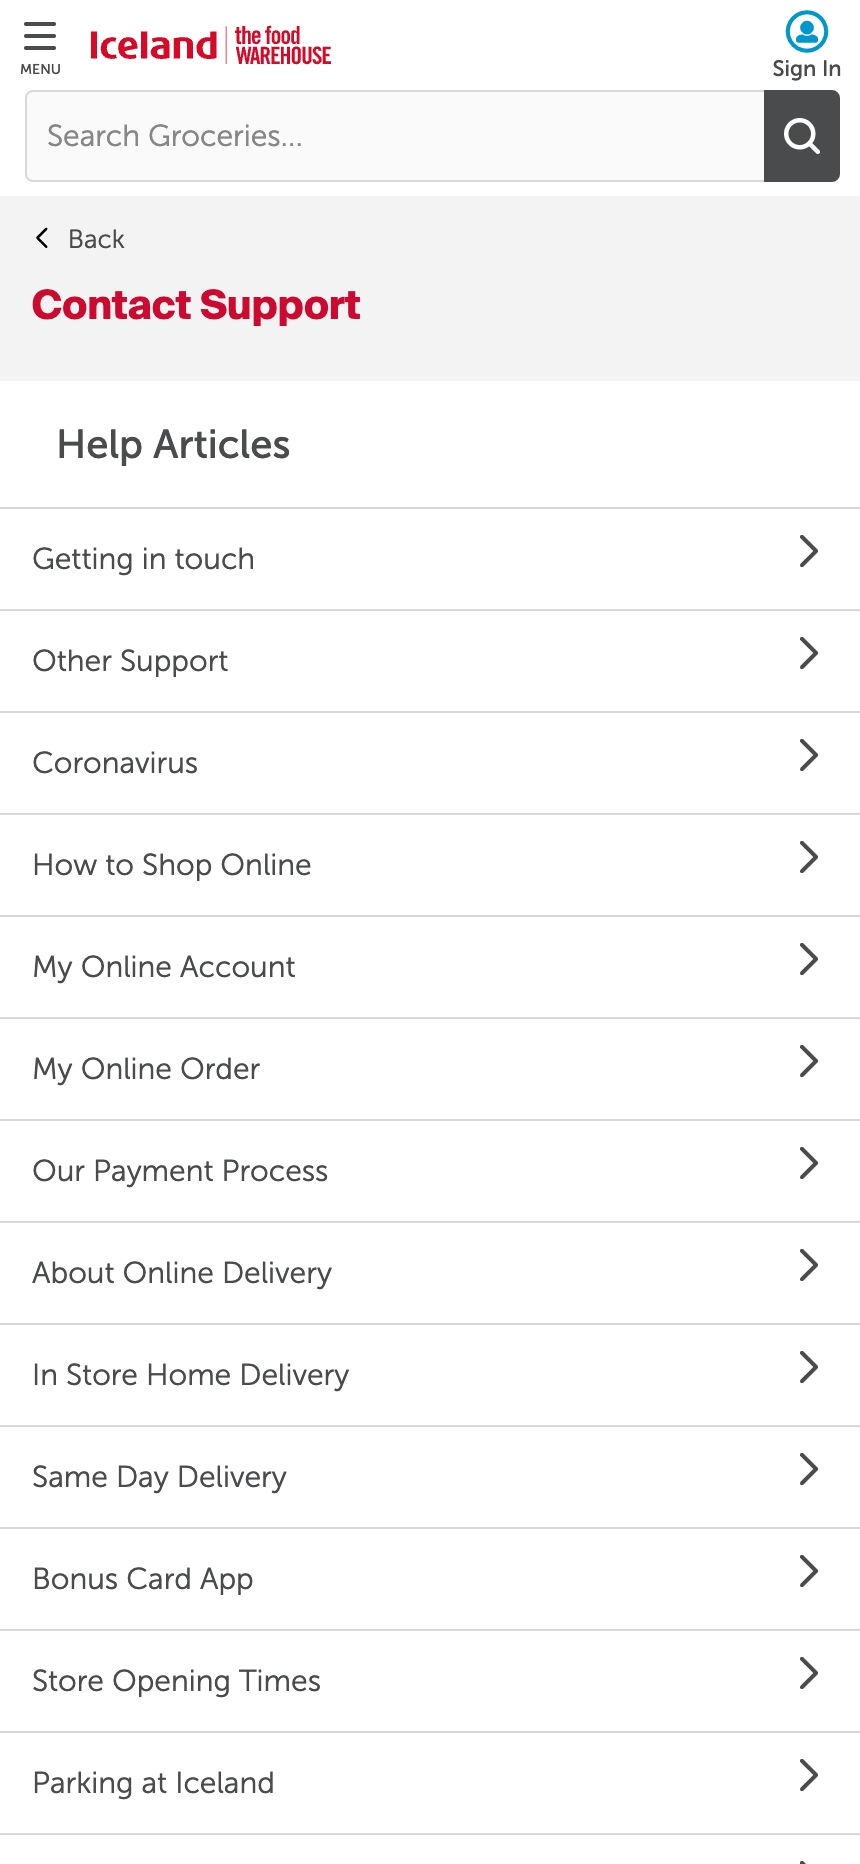 MENU
Iceland
the food
WAREHOUSE
Sign In
Search Groceries...
Back
Contact Support
Help Articles
Getting in touch
Other Support
Coronavirus
How to Shop Online
My Online Account
My Online Order
Our Payment Process
About Online Delivery
In Store Home Delivery
Same Day Delivery
Bonus Card App
Store Opening Times
Parking at Iceland